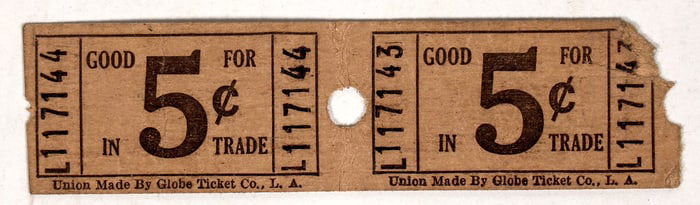 L117144
GOOD FOR
5¢
IN TRADE
L117144
Union Made By Globe Ticket Co., L. A.
L117143
GOOD FOR
5¢
IN TRADE
L117143
Union Made By Globe Ticket Co., L. A.